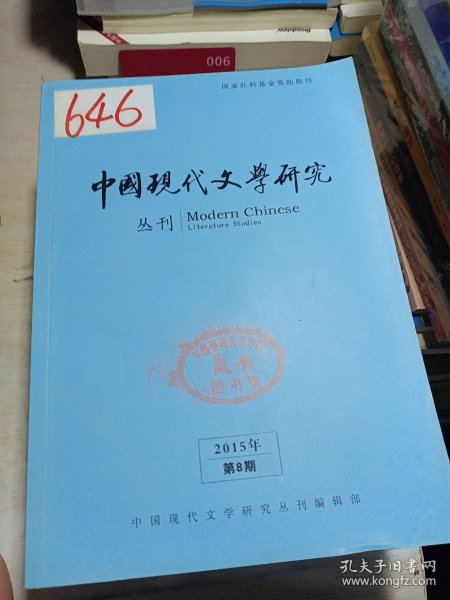 Broadview
006
国家社科基金资助期刊
646
中國現代文學研究
丛刊
Modern Chinese
Literature Studies
藏书
图书馆
2015年
第8期
中国现代文学研究丛刊编辑部
孔夫子旧书网
www.kongfz.com